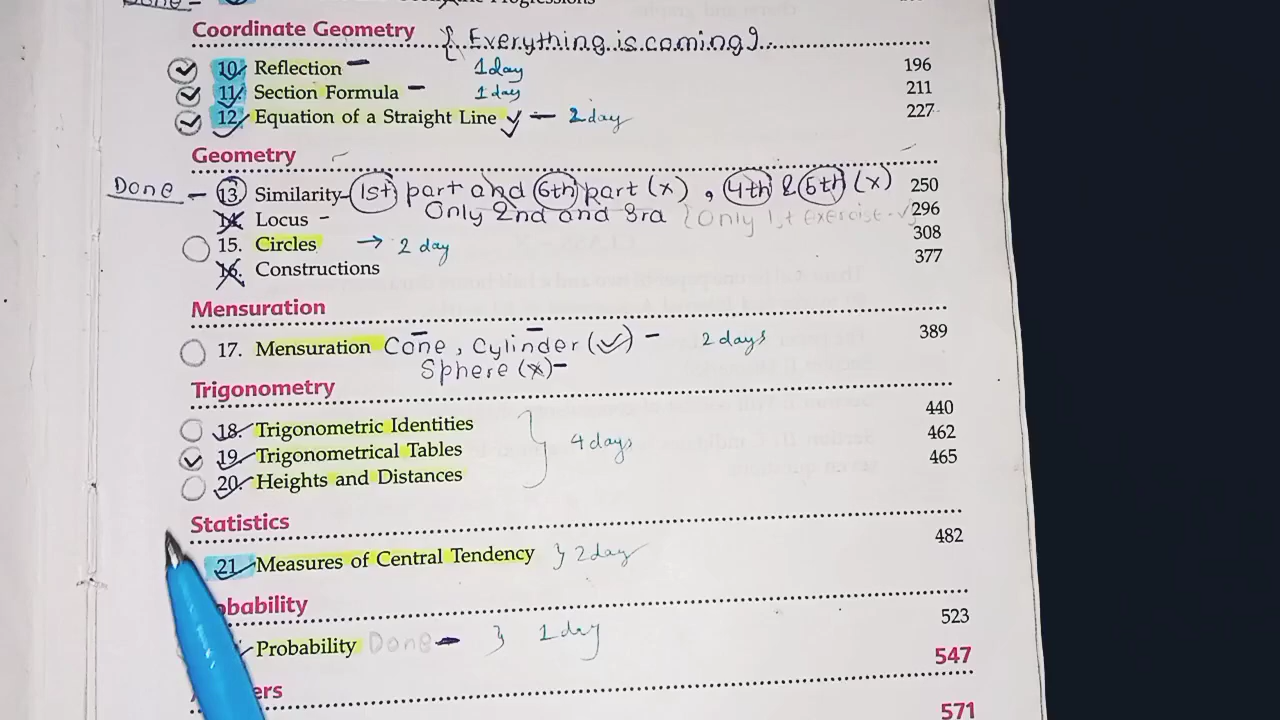 Done -
Progressions
Coordinate Geometry {Everything is coming}
10. Reflection - 1 day 196
11. Section Formula - 1 day 211
12. Equation of a Straight Line - 2 day 227
Geometry
Done - 13. Similarity - 1st part and 6th part (x), 4th & 5th (x) 250
Only 2nd and 3rd {Only 1st exercise
14. Locus - 296
15. Circles → 2 day 308
16. Constructions 377
Mensuration
17. Mensuration Cone, Cylinder (✓) - 2 days 389
Sphere (x) -
Trigonometry
18. Trigonometric Identities 440
19. Trigonometrical Tables } 4 days 462
20. Heights and Distances 465
Statistics
21. Measures of Central Tendency } 2 day 482
obability
Probability Done - } 1 day 523
ers 547
571